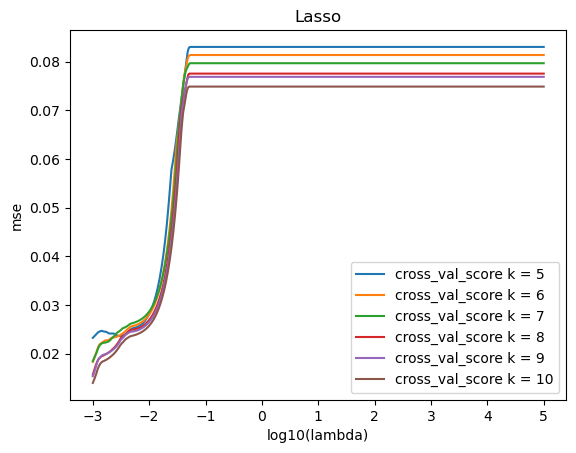 Lasso
mse
0.08
0.07
0.06
0.05
0.04
0.03
0.02
cross_val_score k = 5
cross_val_score k = 6
cross_val_score k = 7
cross_val_score k = 8
cross_val_score k = 9
cross_val_score k = 10
−3 −2 −1 0 1 2 3 4 5
log10(lambda)